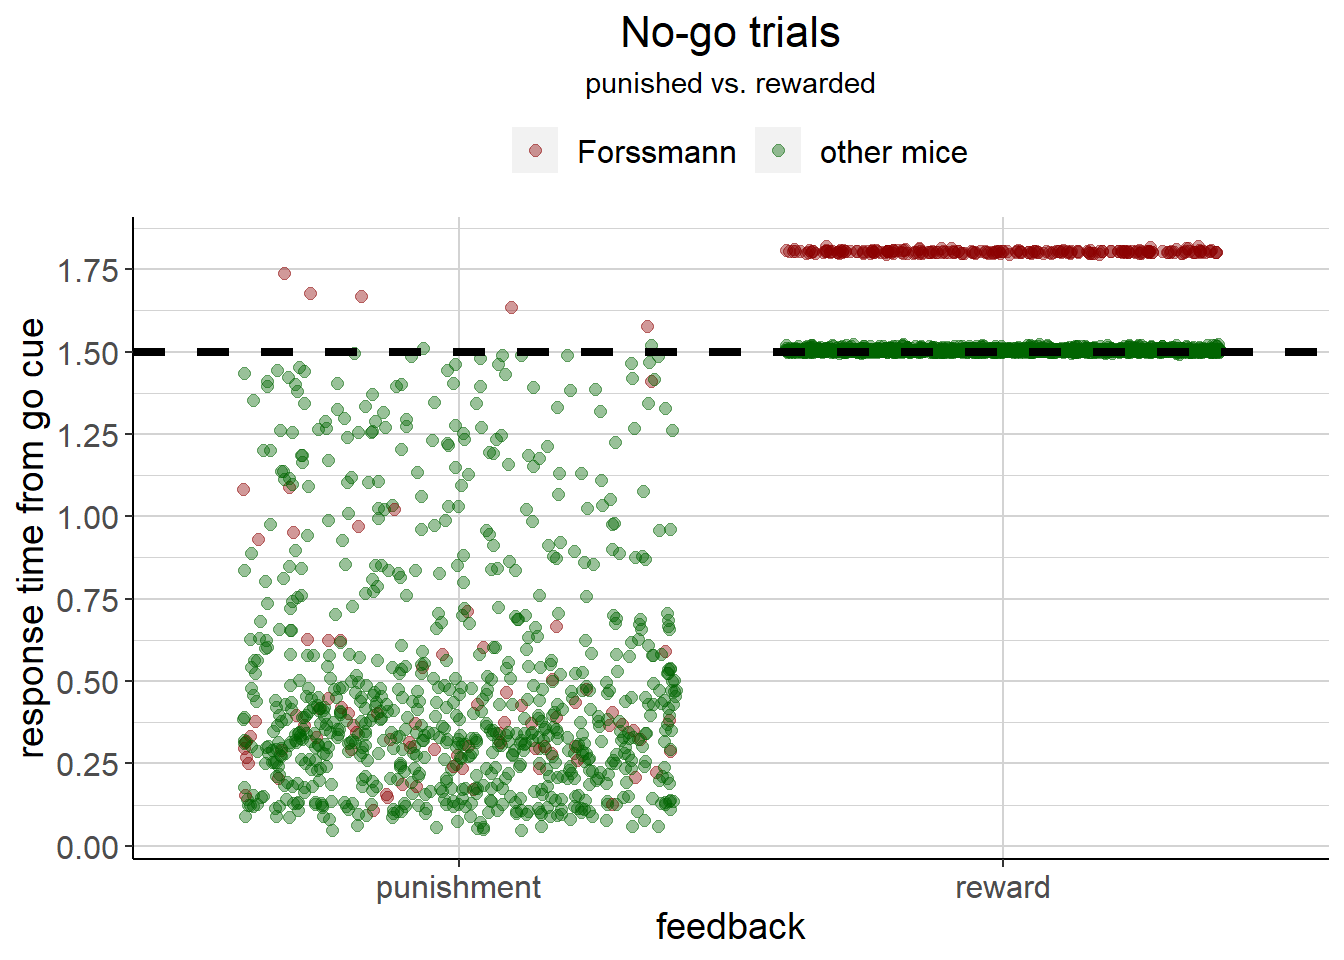 No-go trials
punished vs. rewarded
Forssmann other mice
response time from go cue
1.75
1.50
1.25
1.00
0.75
0.50
0.25
0.00
punishment reward
feedback